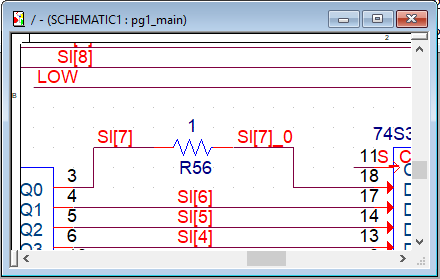 / - (SCHEMATIC1 : pg1_main)
2
SI[8]
LOW
B
SI[7] 1 SI[7]_0 74S3
R56
3 11 S C
Q0 18
4 SI[6] 17 D
Q1
5 SI[5] 14 D
Q2
6 SI[4] 13 D
Q3